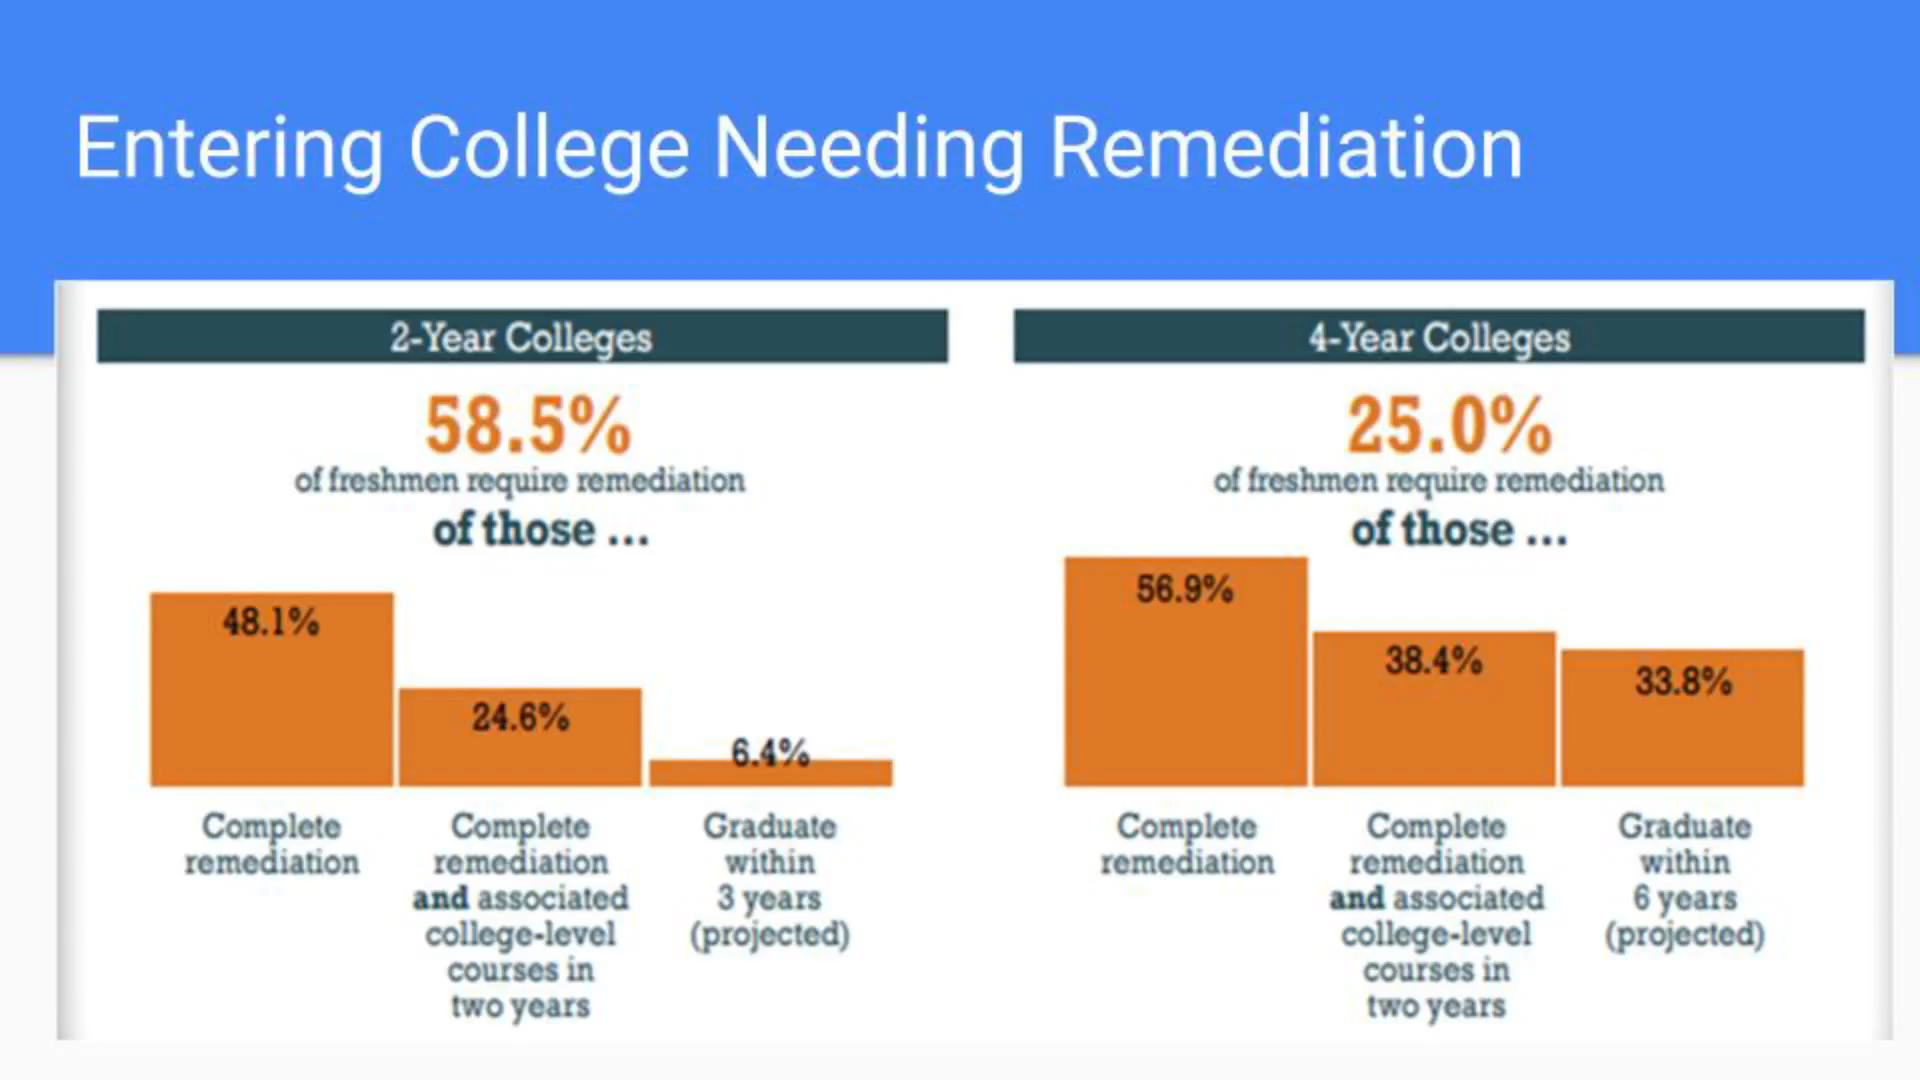 Entering College Needing Remediation
2-Year Colleges
58.5%
of freshmen require remediation
of those ...
48.1%
24.6%
6.4%
Complete
remediation
Complete
remediation
and associated
college-level
courses in
two years
Graduate
within
3 years
(projected)
4-Year Colleges
25.0%
of freshmen require remediation
of those ...
56.9%
38.4%
33.8%
Complete
remediation
Complete
remediation
and associated
college-level
courses in
two years
Graduate
within
6 years
(projected)